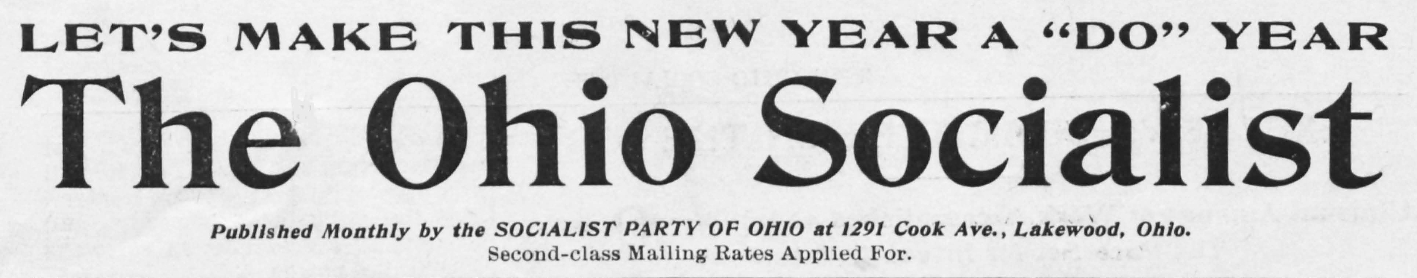 LET'S MAKE THIS NEW YEAR A "DO" YEAR
The Ohio Socialist
Published Monthly by the SOCIALIST PARTY OF OHIO at 1291 Cook Ave., Lakewood, Ohio.
Second-class Mailing Rates Applied For.